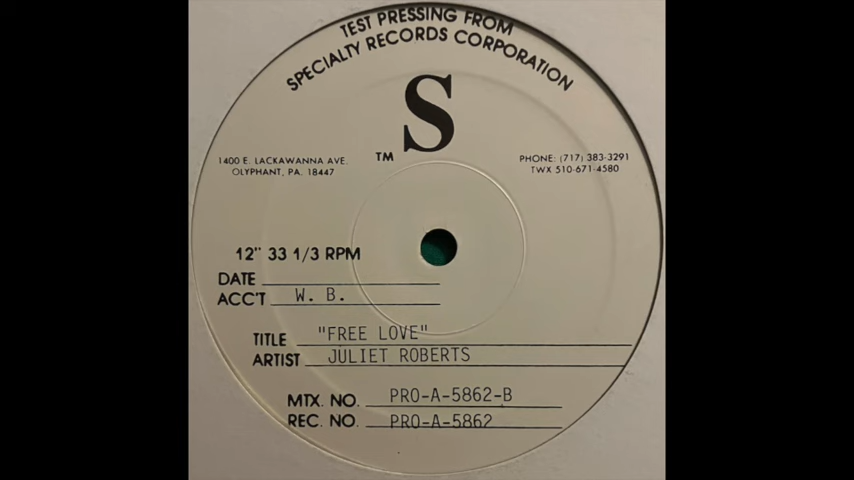 TEST PRESSING FROM
SPECIALTY RECORDS CORPORATION
S
TM
1400 E. LACKAWANNA AVE.
OLYPHANT, PA. 18447
PHONE: (717) 383-3291
TWX 510-671-4580
12" 33 1/3 RPM
DATE
ACC'T W. B.
TITLE "FREE LOVE"
ARTIST JULIET ROBERTS
MTX. NO. PRO-A-5862-B
REC. NO. PRO-A-5862